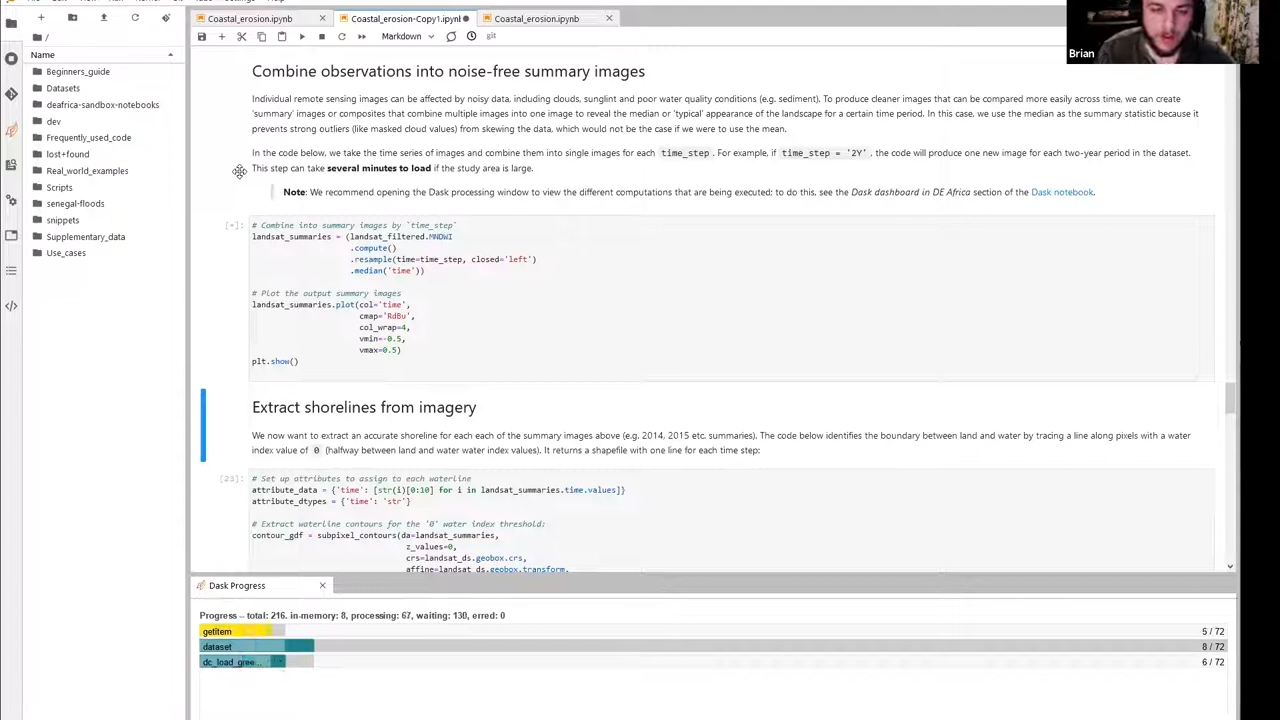 Coastal_erosion.ipynb
Coastal_erosion-Copy1.ipynb
Coastal_erosion.ipynb
Markdown
git
Brian
/
Name
Beginners_guide
Datasets
deafrica-sandbox-notebooks
dev
Frequently_used_code
lost+found
Real_world_examples
Scripts
senegal-floods
snippets
Supplementary_data
Use_cases
Combine observations into noise-free summary images
Individual remote sensing images can be affected by noisy data, including clouds, sunglint and poor water quality conditions (e.g. sediment). To produce cleaner images that can be compared more easily across time, we can create
'summary' images or composites that combine multiple images into one image to reveal the median or 'typical' appearance of the landscape for a certain time period. In this case, we use the median as the summary statistic because it
prevents strong outliers (like masked cloud values) from skewing the data, which would not be the case if we were to use the mean.
In the code below, we take the time series of images and combine them into single images for each time_step. For example, if time_step = '2Y', the code will produce one new image for each two-year period in the dataset.
This step can take several minutes to load if the study area is large.
Note: We recommend opening the Dask processing window to view the different computations that are being executed; to do this, see the Dask dashboard in DE Africa section of the Dask notebook.
[*]:
# Combine into summary images by `time_step`
landsat_summaries = (landsat_filtered.MNDWI
.compute()
.resample(time=time_step, closed='left')
.median('time'))
# Plot the output summary images
landsat_summaries.plot(col='time',
cmap='RdBu',
col_wrap=4,
vmin=-0.5,
vmax=0.5)
plt.show()
Extract shorelines from imagery
We now want to extract an accurate shoreline for each each of the summary images above (e.g. 2014, 2015 etc. summaries). The code below identifies the boundary between land and water by tracing a line along pixels with a water
index value of 0 (halfway between land and water water index values). It returns a shapefile with one line for each time step:
[23]:
# Set up attributes to assign to each waterline
attribute_data = {'time': [str(i)[0:10] for i in landsat_summaries.time.values]}
attribute_dtypes = {'time': 'str'}
# Extract waterline contours for the '0' water index threshold:
contour_gdf = subpixel_contours(da=landsat_summaries,
z_values=0,
crs=landsat_ds.geobox.crs,
affine=landsat_ds.geobox.transform,
Dask Progress
Progress -- total: 216, in-memory: 8, processing: 67, waiting: 130, erred: 0
getitem 5 / 72
dataset 8 / 72
dc_load_gree... 6 / 72